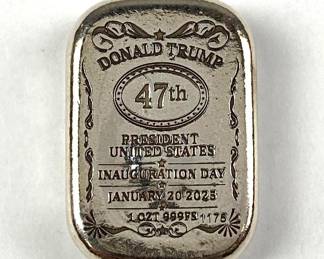 DONALD TRUMP
47th
PRESIDENT
UNITED STATES
INAUGURATION DAY
JANUARY 20 2025
1 OZT 999FS 1175